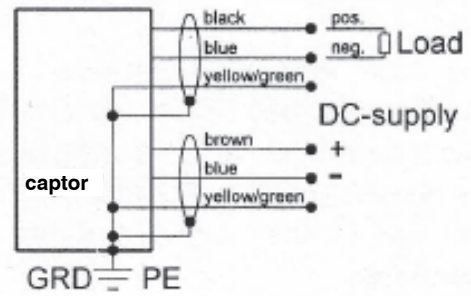 black pos.
blue neg. Load
yellow/green
DC-supply
brown +
captor blue -
yellow/green
GRD PE